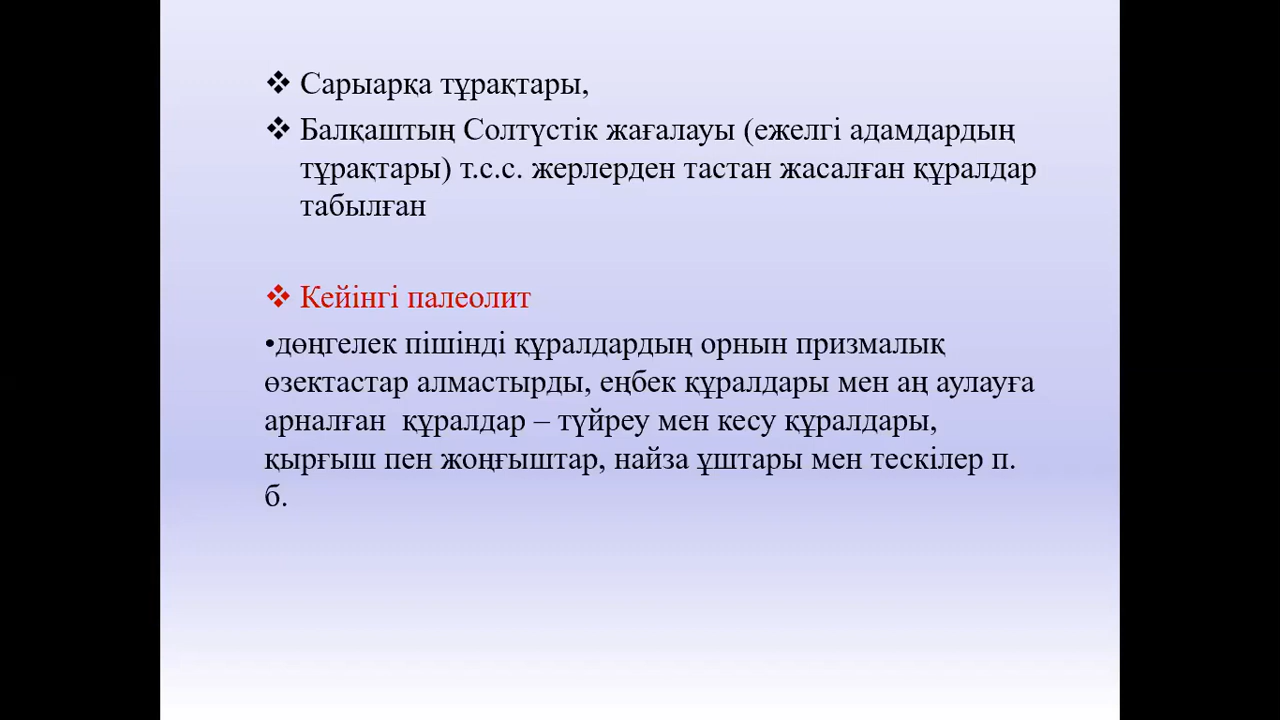 ❖ Сарыарқа тұрақтары,
❖ Балқаштың Солтүстік жағалауы (ежелгі адамдардың
тұрақтары) т.с.с. жерлерден тастан жасалған құралдар
табылған
❖ Кейінгі палеолит
•дөңгелек пішінді құралдардың орнын призмалық
өзектастар алмастырды, еңбек құралдары мен аң аулауға
арналған  құралдар – түйреу мен кесу құралдары,
қырғыш пен жоңғыштар, найза ұштары мен тескілер п.
б.